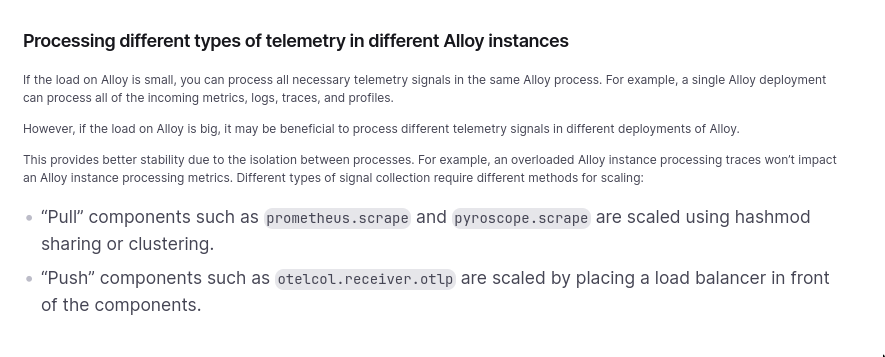 Processing different types of telemetry in different Alloy instances
If the load on Alloy is small, you can process all necessary telemetry signals in the same Alloy process. For example, a single Alloy deployment
can process all of the incoming metrics, logs, traces, and profiles.
However, if the load on Alloy is big, it may be beneficial to process different telemetry signals in different deployments of Alloy.
This provides better stability due to the isolation between processes. For example, an overloaded Alloy instance processing traces won’t impact
an Alloy instance processing metrics. Different types of signal collection require different methods for scaling:
• “Pull” components such as prometheus.scrape and pyroscope.scrape are scaled using hashmod
sharing or clustering.
• “Push” components such as otelcol.receiver.otlp are scaled by placing a load balancer in front
of the components.